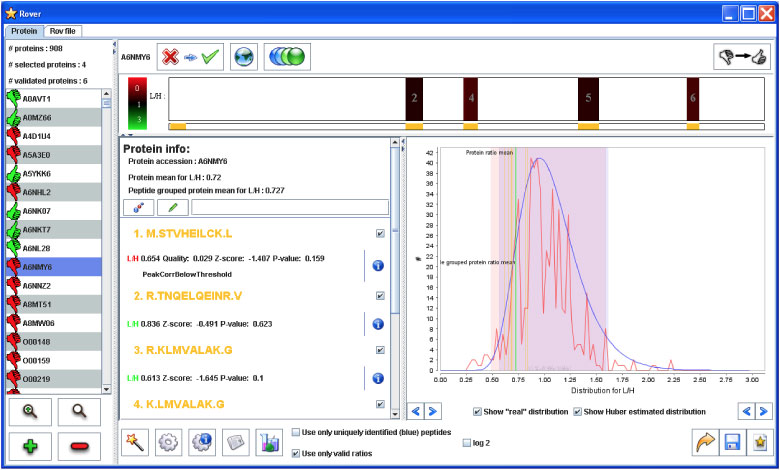 Rover
Protein
Rov file
# proteins : 908
# selected proteins : 4
# validated proteins : 6
A6NMY6
0
1
3
L/H :
2
4
5
6
A0AVT1
A0MZ66
A4D1U4
A5A3E0
A5YKK6
A6NHL2
A6NK07
A6NKT7
A6NL28
A6NMY6
A6NNZ2
A8MT51
A8MW06
O00148
O00159
O00219
Protein info:
Protein accession : A6NMY6
Protein mean for L/H : 0.72
Peptide grouped protein mean for L/H : 0.727
1. M.STVHEILCK.L
L/H 0.654 Quality: 0.029 Z-score: -1.407 P-value: 0.159
PeakCorrBelowThreshold
2. R.TNQELQEINR.V
L/H 0.836 Z-score: -0.491 P-value: 0.623
3. R.KLMVALAK.G
L/H 0.613 Z-score: -1.645 P-value: 0.1
4. K.LMVALAK.G
Protein ratio mean
e grouped protein ratio mean
#
42
40
38
36
34
32
30
28
26
24
22
20
18
16
14
12
10
8
6
4
2
0
0.00 0.25 0.50 0.75 1.00 1.25 1.50 1.75 2.00 2.25 2.50 2.75 3.00
Distribution for L/H
Show "real" distribution
Show Huber estimated distribution
Use only uniquely identified (blue) peptides
Use only valid ratios
log 2